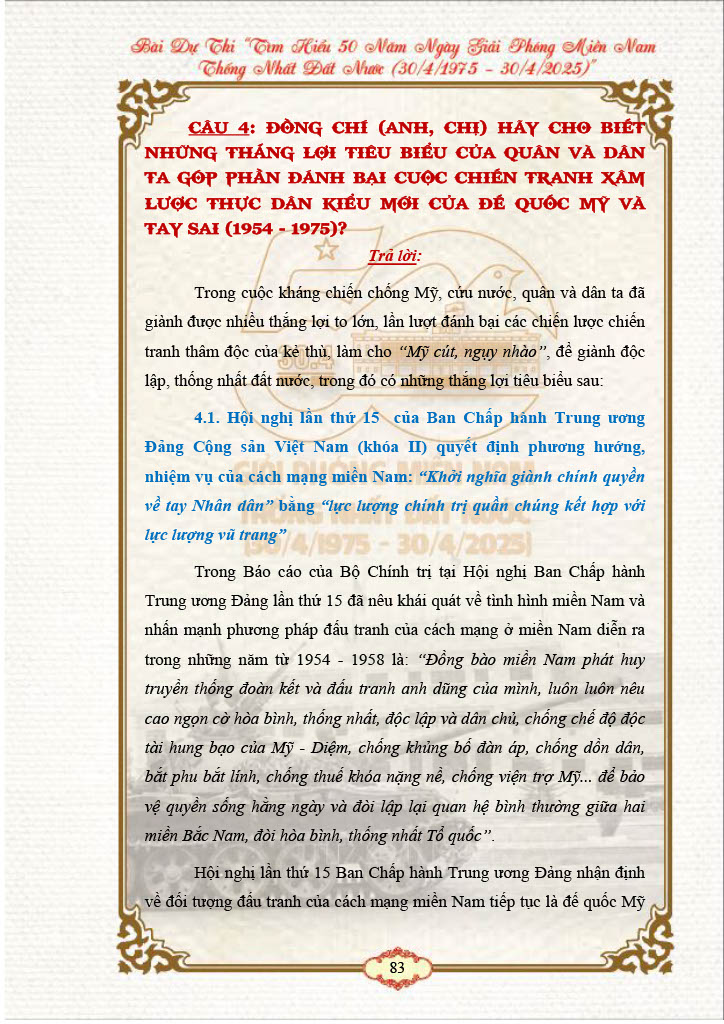 Bài Dự Thi “Tìm Hiểu 50 Năm Ngày Giải Phóng Miền Nam
Thống Nhất Đất Nước (30/4/1975 - 30/4/2025)”
CÂU 4: ĐỒNG CHÍ (ANH, CHỊ) HÃY CHO BIẾT
NHỮNG THẮNG LỢI TIÊU BIỂU CỦA QUÂN VÀ DÂN
TA GÓP PHẦN ĐÁNH BẠI CUỘC CHIẾN TRANH XÂM
LƯỢC THỰC DÂN KIỂU MỚI CỦA ĐẾ QUỐC MỸ VÀ
TAY SAI (1954 - 1975)?
Trả lời:
Trong cuộc kháng chiến chống Mỹ, cứu nước, quân và dân ta đã
giành được nhiều thắng lợi to lớn, lần lượt đánh bại các chiến lược chiến
tranh thâm độc của kẻ thù, làm cho “Mỹ cút, ngụy nhào”, để giành độc
lập, thống nhất đất nước, trong đó có những thắng lợi tiêu biểu sau:
30.4
4.1. Hội nghị lần thứ 15 của Ban Chấp hành Trung ương
Đảng Cộng sản Việt Nam (khóa II) quyết định phương hướng,
nhiệm vụ của cách mạng miền Nam: “Khởi nghĩa giành chính quyền
về tay Nhân dân” bằng “lực lượng chính trị quần chúng kết hợp với
lực lượng vũ trang”
GIẢI PHÓNG MIỀN NAM
THỐNG NHẤT ĐẤT NƯỚC
(30/4/1975 - 30/4/2025)
Trong Báo cáo của Bộ Chính trị tại Hội nghị Ban Chấp hành
Trung ương Đảng lần thứ 15 đã nêu khái quát về tình hình miền Nam và
nhấn mạnh phương pháp đấu tranh của cách mạng ở miền Nam diễn ra
trong những năm từ 1954 - 1958 là: “Đồng bào miền Nam phát huy
truyền thống đoàn kết và đấu tranh anh dũng của mình, luôn luôn nêu
cao ngọn cờ hòa bình, thống nhất, độc lập và dân chủ, chống chế độ độc
tài hung bạo của Mỹ - Diệm, chống khủng bố đàn áp, chống dồn dân,
bắt phu bắt lính, chống thuế khóa nặng nề, chống viện trợ Mỹ... để bảo
vệ quyền sống hằng ngày và đòi lập lại quan hệ bình thường giữa hai
miền Bắc Nam, đòi hòa bình, thống nhất Tổ quốc”.
Hội nghị lần thứ 15 Ban Chấp hành Trung ương Đảng nhận định
về đối tượng đấu tranh của cách mạng miền Nam tiếp tục là đế quốc Mỹ
83